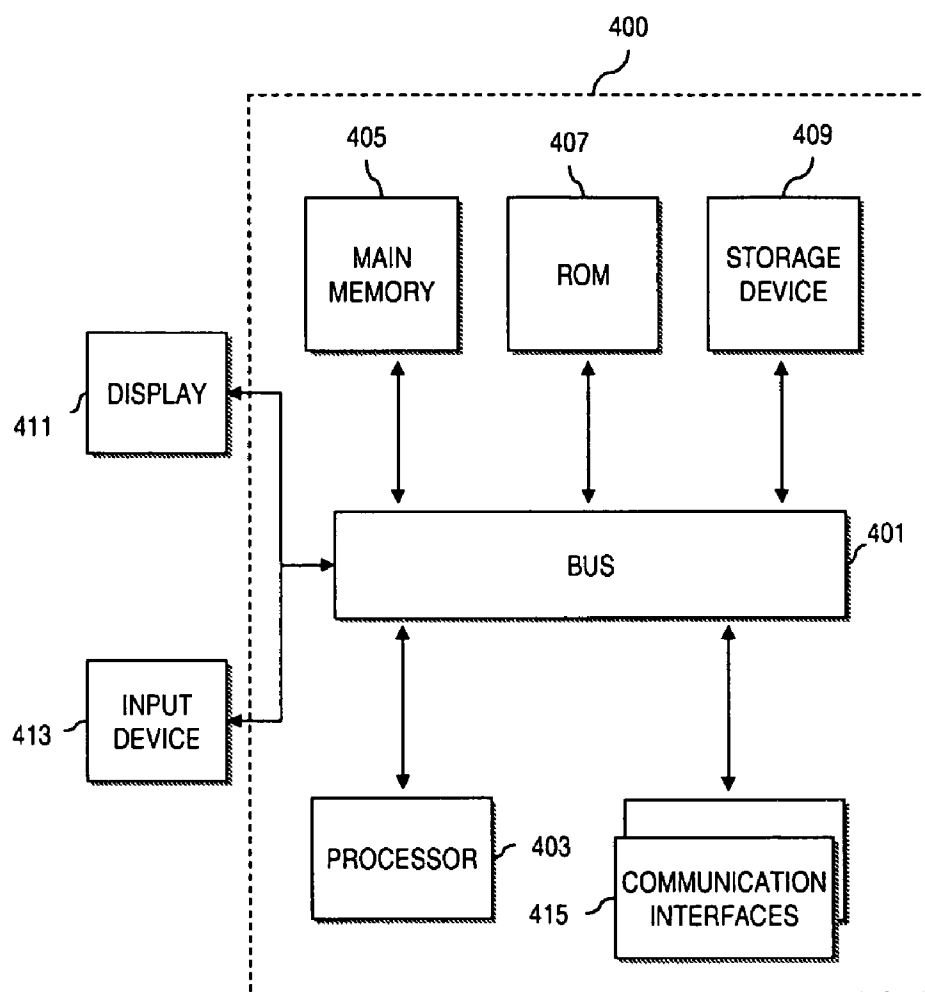 400
405
407
409
MAIN
MEMORY
ROM
STORAGE
DEVICE
DISPLAY
411
BUS
401
INPUT
DEVICE
413
PROCESSOR
403
COMMUNICATION
INTERFACES
415